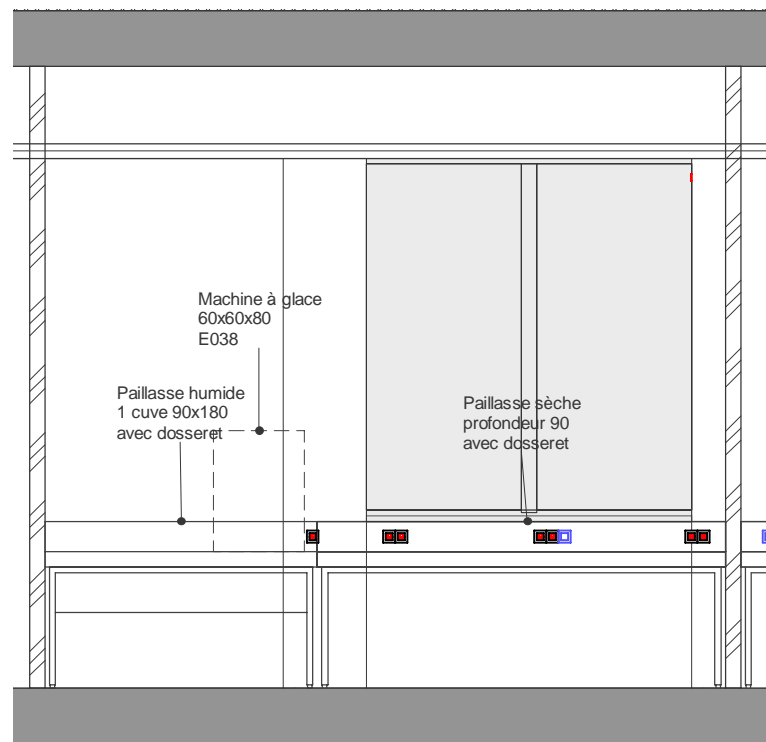 Machine à glace
60x60x80
E038
Paillasse humide
1 cuve 90x180
avec dosseret
Paillasse sèche
profondeur 90
avec dosseret